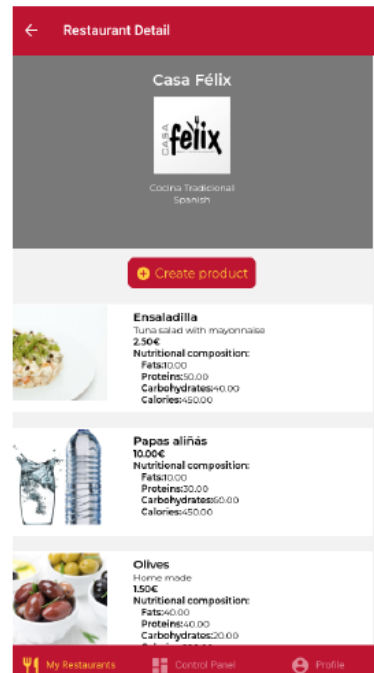 Restaurant Detail
Casa Félix
CASA
felix
Cocina Tradicional
Spanish
Create product
Ensaladilla
Tuna salad with mayonnaise
2.50€
Nutritional composition:
Fats:10.00
Proteins:50.00
Carbohydrates:40.00
Calories:450.00
Papas aliñás
10.00€
Nutritional composition:
Fats:10.00
Proteins:30.00
Carbohydrates:60.00
Calories:450.00
Olives
Home made
1.50€
Nutritional composition:
Fats:40.00
Proteins:40.00
Carbohydrates:20.00
My Restaurants
Control Panel
Profile